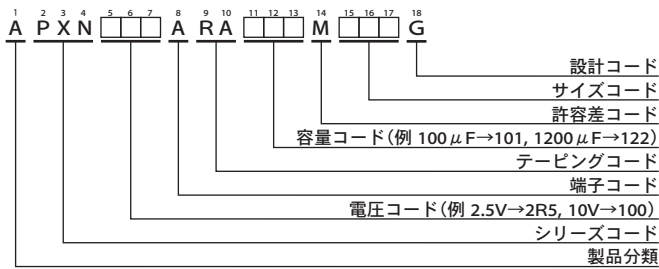 1 2 3 4 5 6 7 8 9 10 11 12 13 14 15 16 17 18
A PXN □□□ A RA □□□ M □□□ G
設計コード
サイズコード
許容差コード
容量コード(例 100μF→101, 1200μF→122)
テーピングコード
端子コード
電圧コード(例 2.5V→2R5, 10V→100)
シリーズコード
製品分類